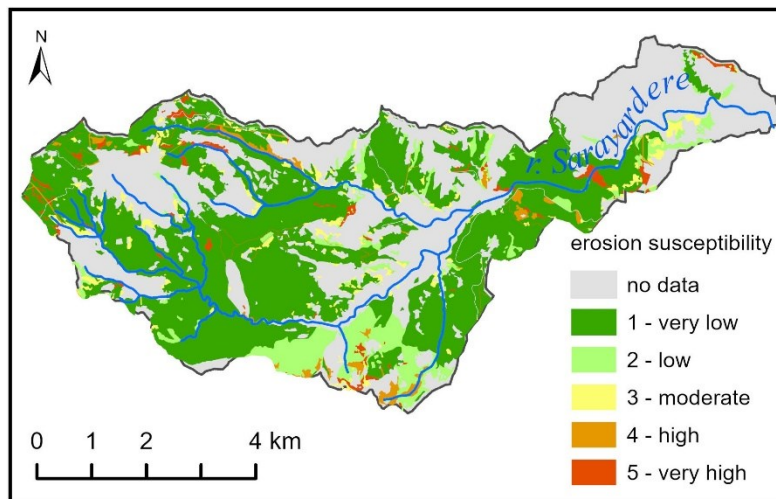 N
r. Sarayardere
erosion susceptibility
no data
1 - very low
2 - low
3 - moderate
4 - high
5 - very high
0 1 2 4 km